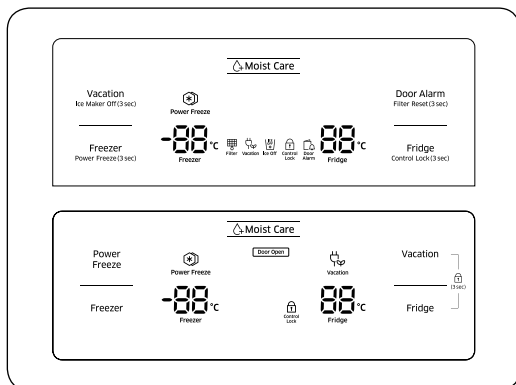 Moist Care
Vacation
Ice Maker Off (3 sec)
Power Freeze
Door Alarm
Filter Reset (3 sec)
Freezer
Power Freeze (3 sec)
-88 °C
Freezer
Filter
Vacation
Ice Off
Control
Lock
Door
Alarm
88 °C
Fridge
Fridge
Control Lock (3 sec)
Moist Care
Power
Freeze
Power Freeze
Door Open
Vacation
Vacation
(3 sec)
Freezer
-88 °C
Freezer
Control
Lock
88 °C
Fridge
Fridge